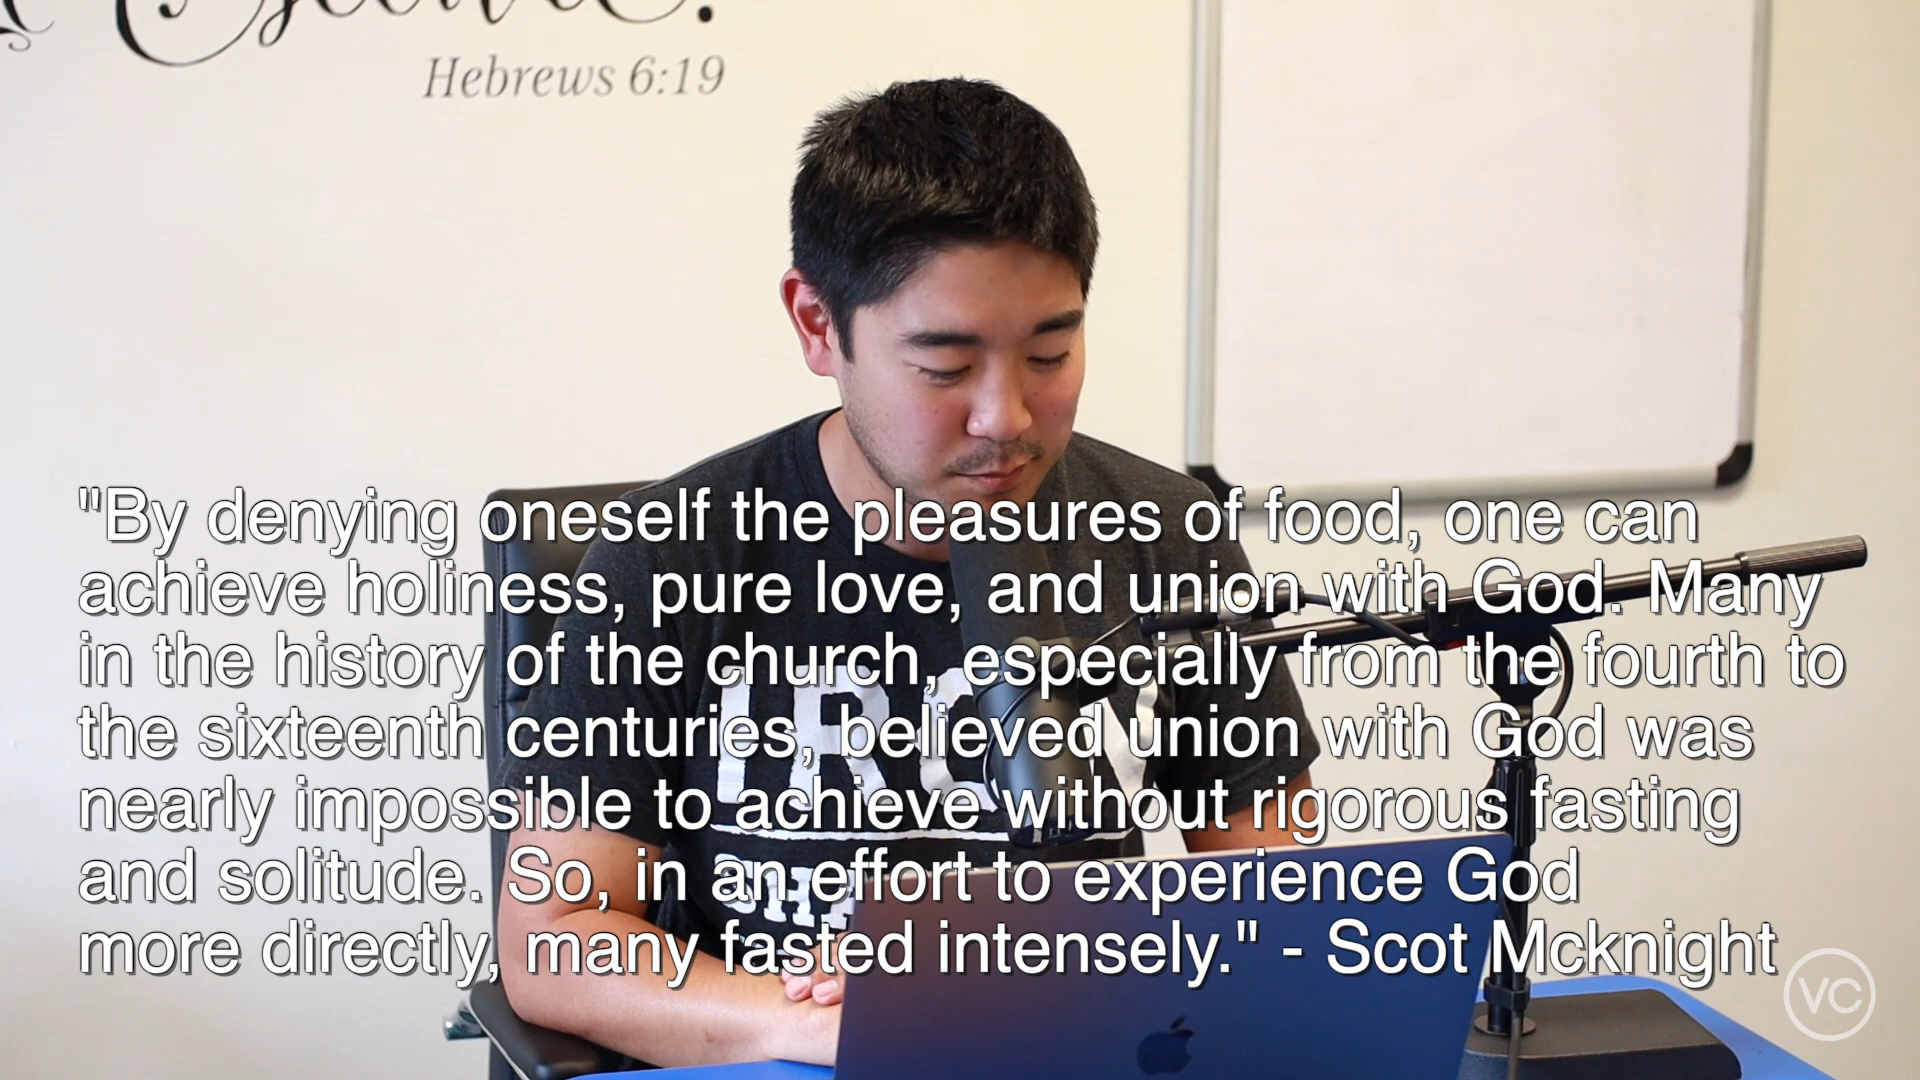 Hebrews 6:19
"By denying oneself the pleasures of food, one can
achieve holiness, pure love, and union with God. Many
in the history of the church, especially from the fourth to
the sixteenth centuries, believed union with God was
nearly impossible to achieve without rigorous fasting
and solitude. So, in an effort to experience God
more directly, many fasted intensely." - Scot Mcknight
VC